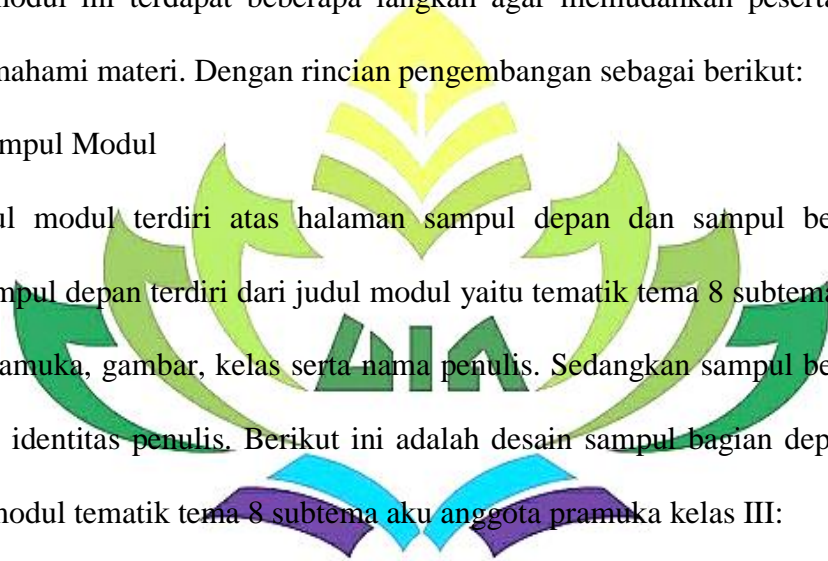 modul ini terdapat beberapa langkah agar memudahkan peserta
mahami materi. Dengan rincian pengembangan sebagai berikut:
mpul Modul
ul modul terdiri atas halaman sampul depan dan sampul be
mpul depan terdiri dari judul modul yaitu tematik tema 8 subtema
amuka, gambar, kelas serta nama penulis. Sedangkan sampul be
identitas penulis. Berikut ini adalah desain sampul bagian dep
modul tematik tema 8 subtema aku anggota pramuka kelas III:
UIN